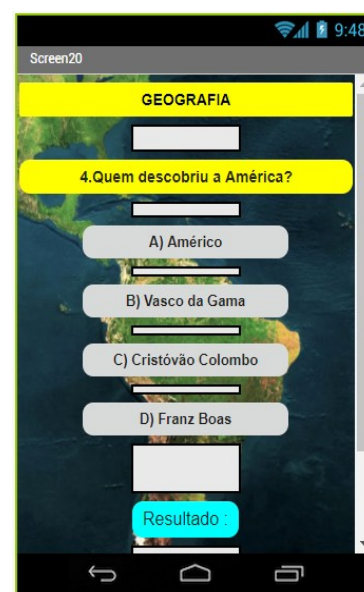 9:48
Screen20
GEOGRAFIA
4.Quem descobriu a América?
A) Américo
B) Vasco da Gama
C) Cristóvão Colombo
D) Franz Boas
Resultado :